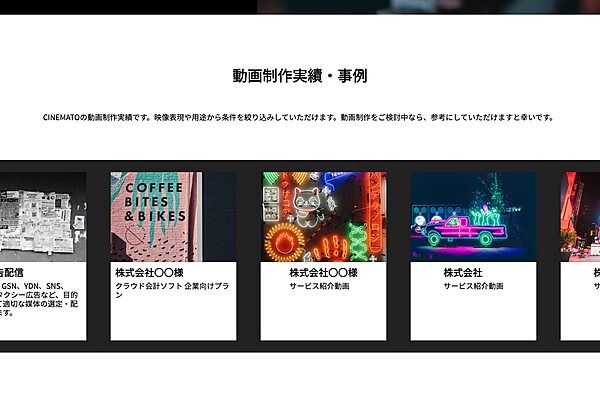 動画制作実績・事例
CINEMATOの動画制作実績です。映像表現や用途から条件を絞り込みしていただけます。動画制作をご検討中なら、参考にしていただけますと幸いです。
告配信
GSN、YDN、SNS、
タクシー広告など、目的
て適切な媒体の選定・配
ます。
COFFEE
BITES
& BIKES
株式会社〇〇様
クラウド会計ソフト 企業向けプラ
ン
株式会社〇〇様
サービス紹介動画
株式会社
サービス紹介動画
株
サ